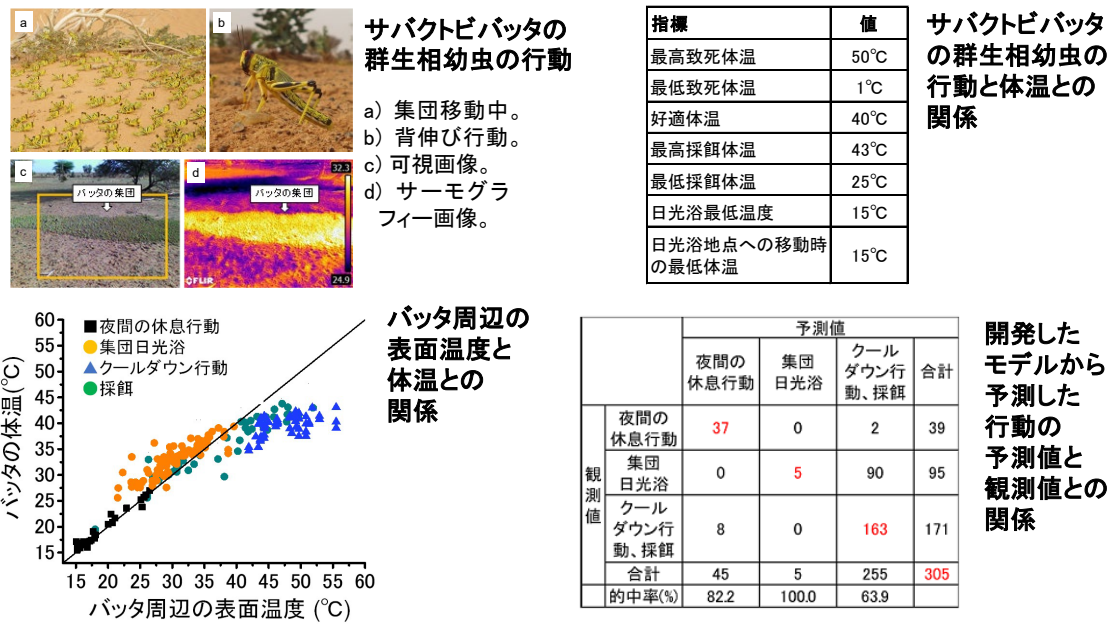 a
b
c
バッタの集団
d
バッタの集団
32.3
24.9
FLIR
サバクトビバッタの
群生相幼虫の行動
a) 集団移動中。
b) 背伸び行動。
c) 可視画像。
d) サーモグラ
フィー画像。
指標 値
最高致死体温 50℃
最低致死体温 1℃
好適体温 40℃
最高採餌体温 43℃
最低採餌体温 25℃
日光浴最低温度 15℃
日光浴地点への移動時
の最低体温 15℃
サバクトビバッタ
の群生相幼虫の
行動と体温との
関係
バッタの体温(℃)
60
55
50
45
40
35
30
25
20
15
夜間の休息行動
集団日光浴
クールダウン行動
採餌
15 20 25 30 35 40 45 50 55 60
バッタ周辺の表面温度 (℃)
バッタ周辺の
表面温度と
体温との
関係
予測値
夜間の
休息行動
集団
日光浴
クール
ダウン行
動、採餌
合計
観測値
夜間の
休息行動 37 0 2 39
集団
日光浴 0 5 90 95
クール
ダウン行
動、採餌 8 0 163 171
合計 45 5 255 305
的中率(%) 82.2 100.0 63.9
開発した
モデルから
予測した
行動の
予測値と
観測値との
関係